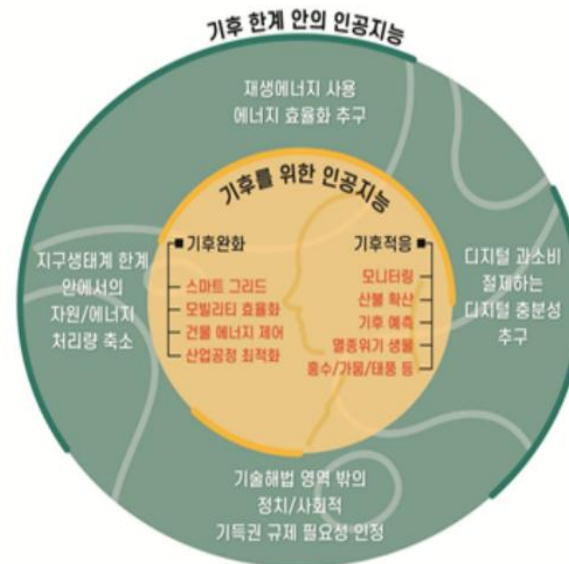 기후 한계 안의 인공지능
재생에너지 사용
에너지 효율화 추구
기후를 위한 인공지능
■ 기후완화
스마트 그리드
모빌리티 효율화
건물 에너지 제어
산업공정 최적화
기후적응 ■
모니터링
산불 확산
기후 예측
멸종위기 생물
홍수/가뭄/태풍 등
지구생태계 한계
안에서의
자원/에너지
처리량 축소
디지털 과소비
절제하는
디지털 충분성
추구
기술해법 영역 밖의
정치/사회적
기득권 규제 필요성 인정